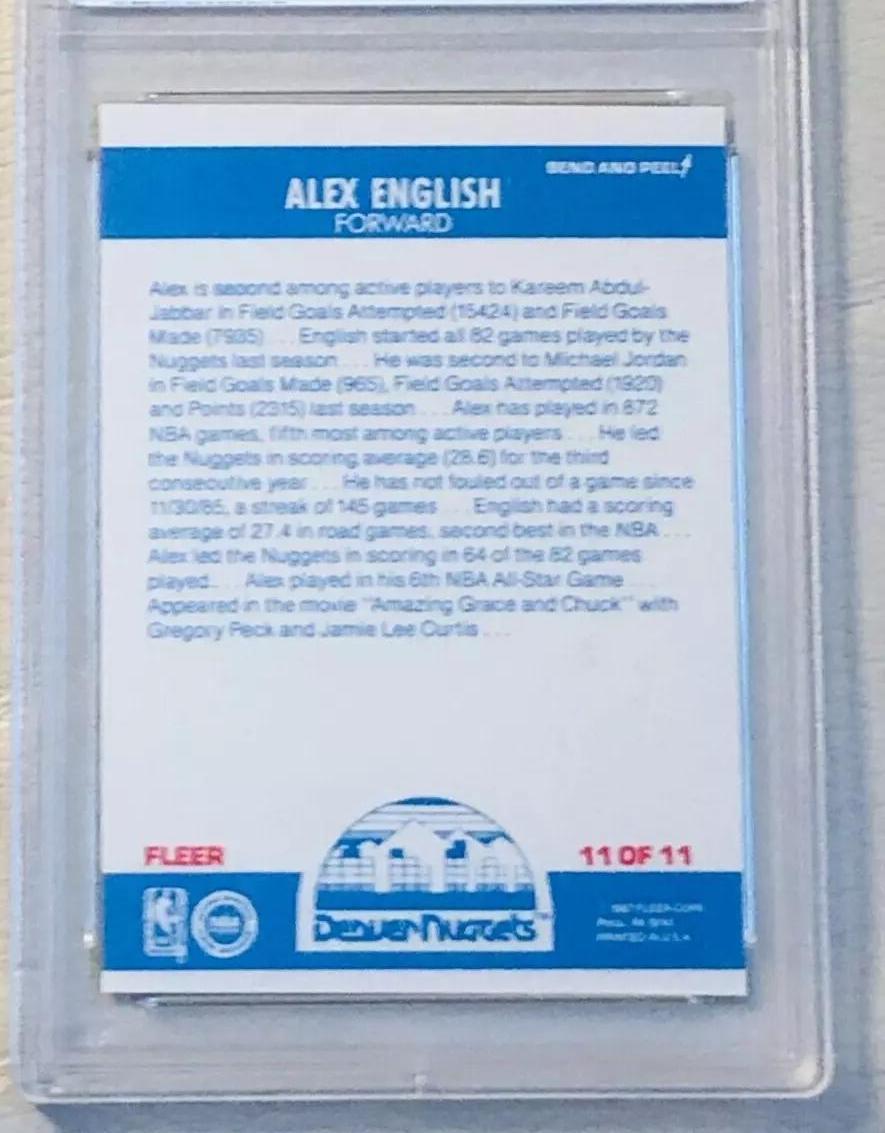 BEND AND PEEL
ALEX ENGLISH
FORWARD
Alex is second among active players to Kareem Abdul-
Jabbar in Field Goals Attempted (15424) and Field Goals
Made (7935) ... English started all 82 games played by the
Nuggets last season ... He was second to Michael Jordan
in Field Goals Made (965), Field Goals Attempted (1920)
and Points (2315) last season ... Alex has played in 872
NBA games, fifth most among active players ... He led
the Nuggets in scoring average (28.6) for the third
consecutive year ... He has not fouled out of a game since
11/30/85, a streak of 145 games ... English had a scoring
average of 27.4 in road games, second best in the NBA ...
Alex led the Nuggets in scoring in 64 of the 82 games
played ... Alex played in his 6th NBA All-Star Game ...
Appeared in the movie "Amazing Grace and Chuck" with
Gregory Peck and Jamie Lee Curtis ...
FLEER
11 OF 11
Denver Nuggets
1987 FLEER CORP.
PRINTED IN U.S.A.